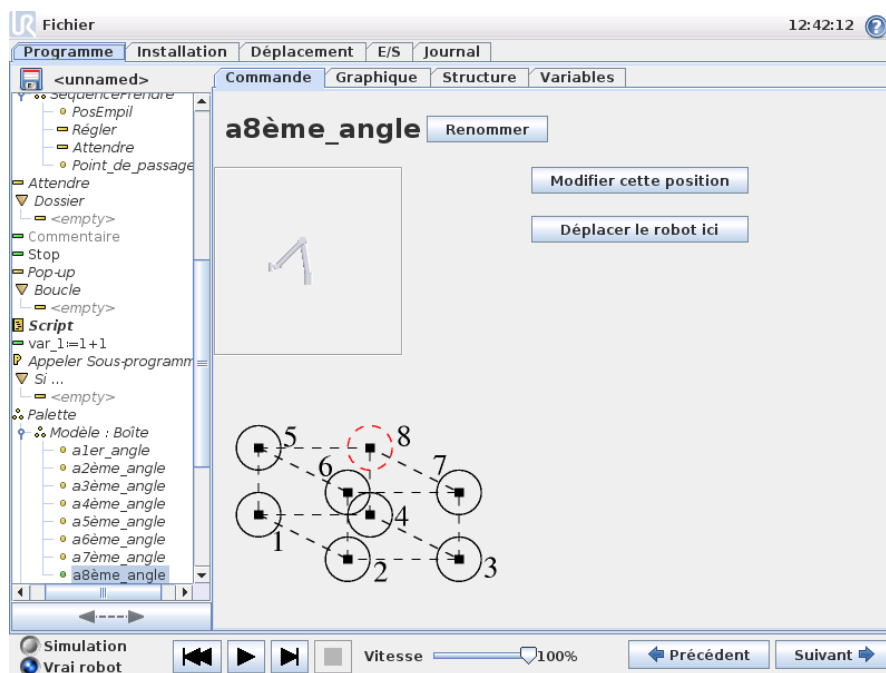 UR Fichier 12:42:12 ?
Programme Installation Déplacement E/S Journal
<unnamed> Commande Graphique Structure Variables
SéquencePrendre
PosEmpil
Régler
Attendre
Point_de_passage
Attendre
Dossier
<empty>
Commentaire
Stop
Pop-up
Boucle
<empty>
Script
var_1:=1+1
Appeler Sous-programm
Si ...
<empty>
Palette
Modèle : Boîte
a1er_angle
a2ème_angle
a3ème_angle
a4ème_angle
a5ème_angle
a6ème_angle
a7ème_angle
a8ème_angle
a8ème_angle Renommer
Modifier cette position
Déplacer le robot ici
5 8
6 7
1 4
2 3
Simulation
Vrai robot
Vitesse 100%
Précédent Suivant